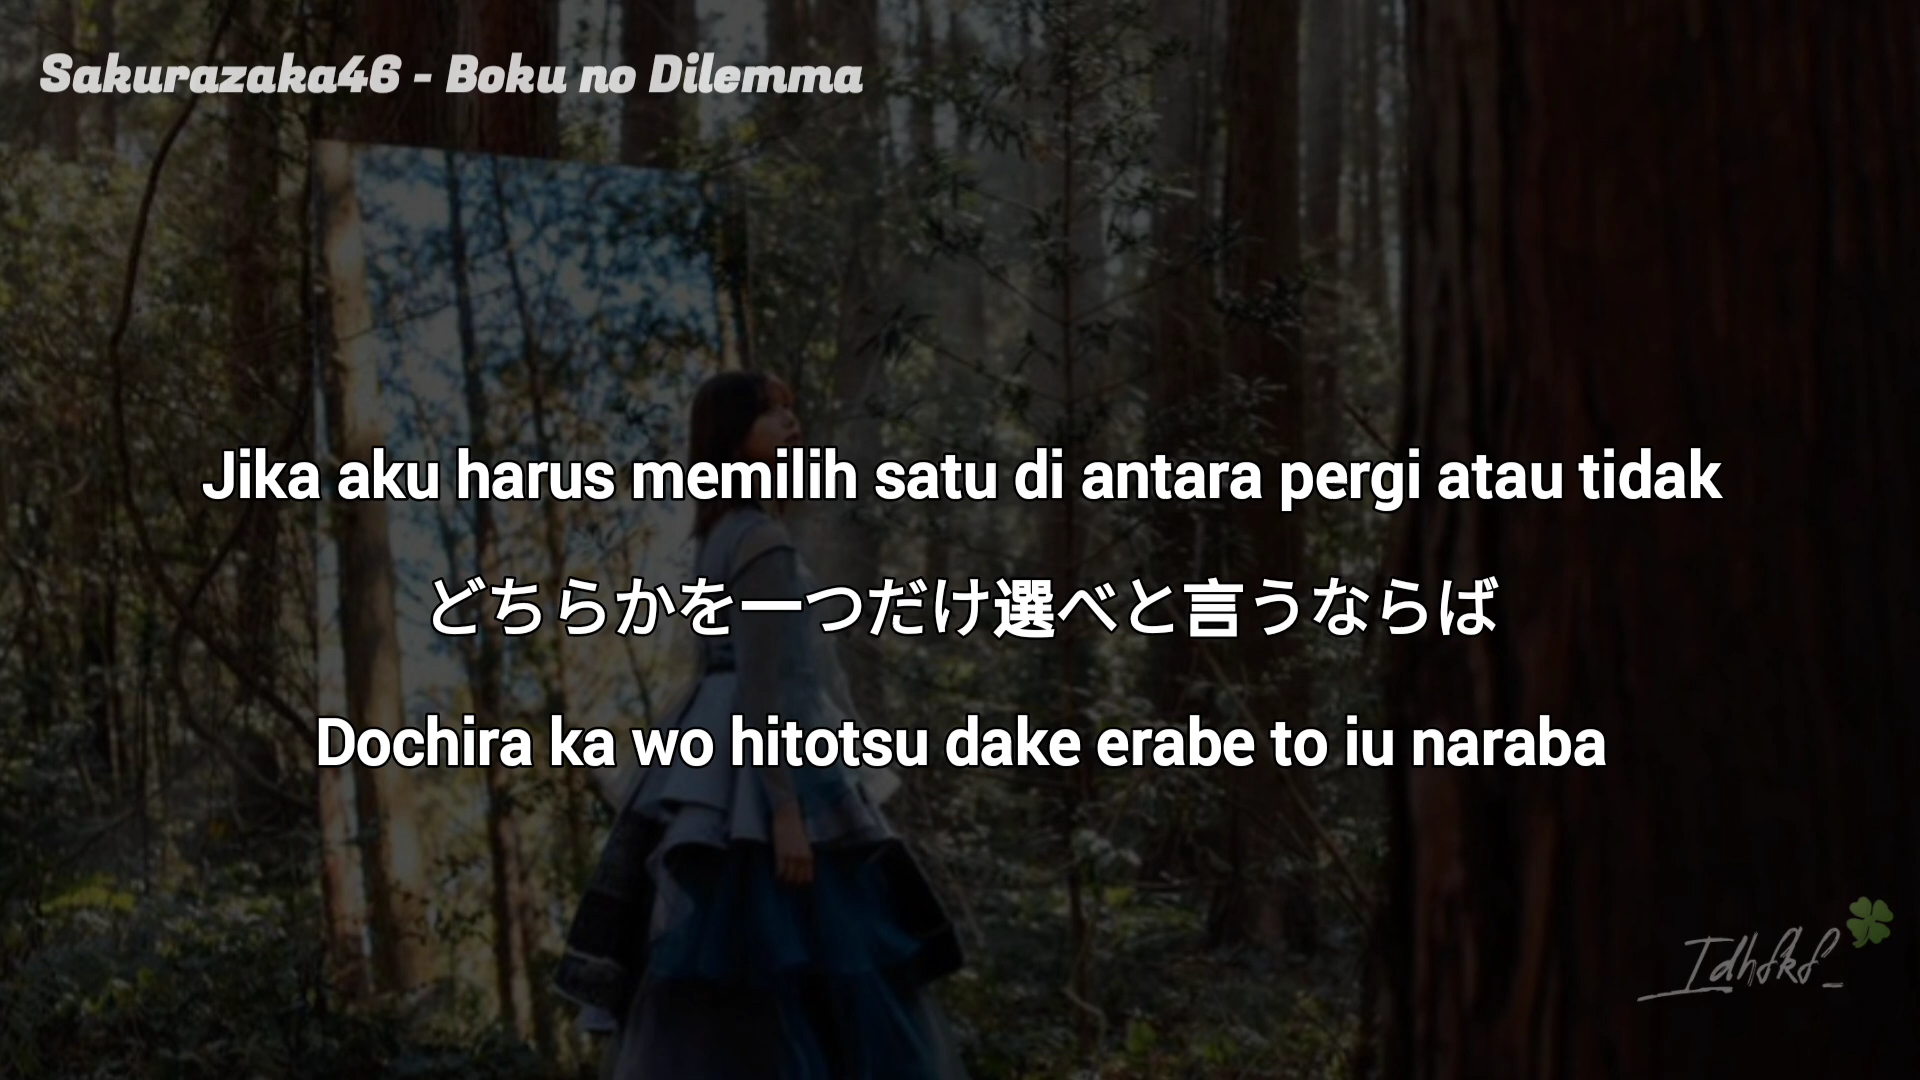 Sakurazaka46 - Boku no Dilemma
Jika aku harus memilih satu di antara pergi atau tidak
どちらかを一つだけ選べと言うならば
Dochira ka wo hitotsu dake erabe to iu naraba